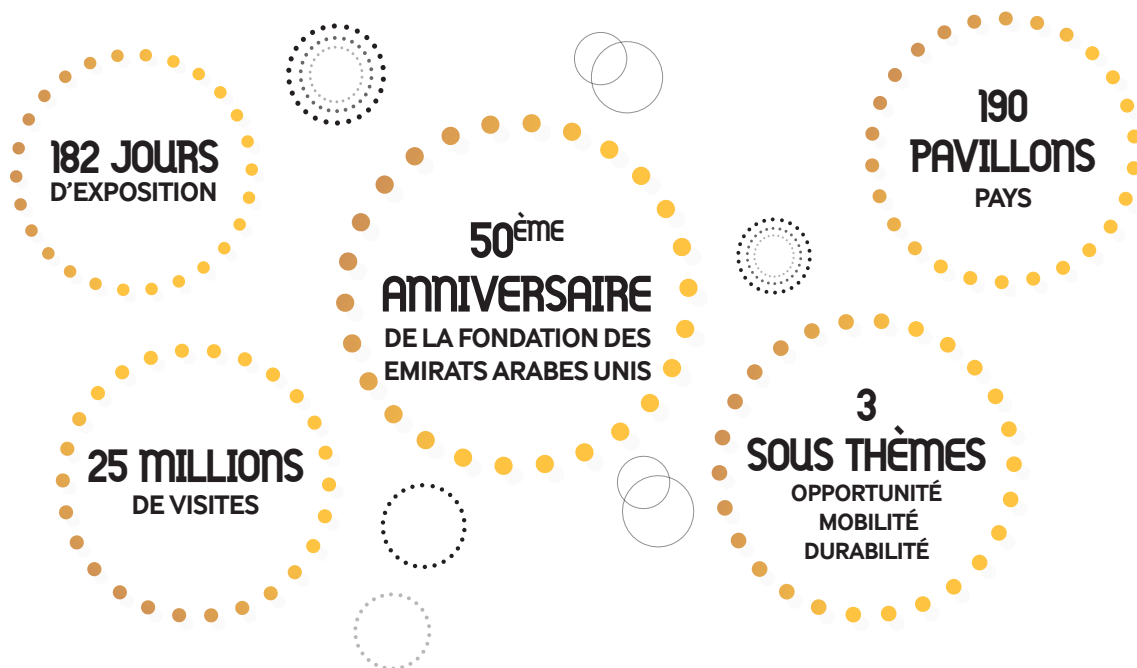 182 JOURS
D'EXPOSITION
190
PAVILLONS
PAYS
50ÈME
ANNIVERSAIRE
DE LA FONDATION DES
EMIRATS ARABES UNIS
25 MILLIONS
DE VISITES
3
SOUS THÈMES
OPPORTUNITÉ
MOBILITÉ
DURABILITÉ